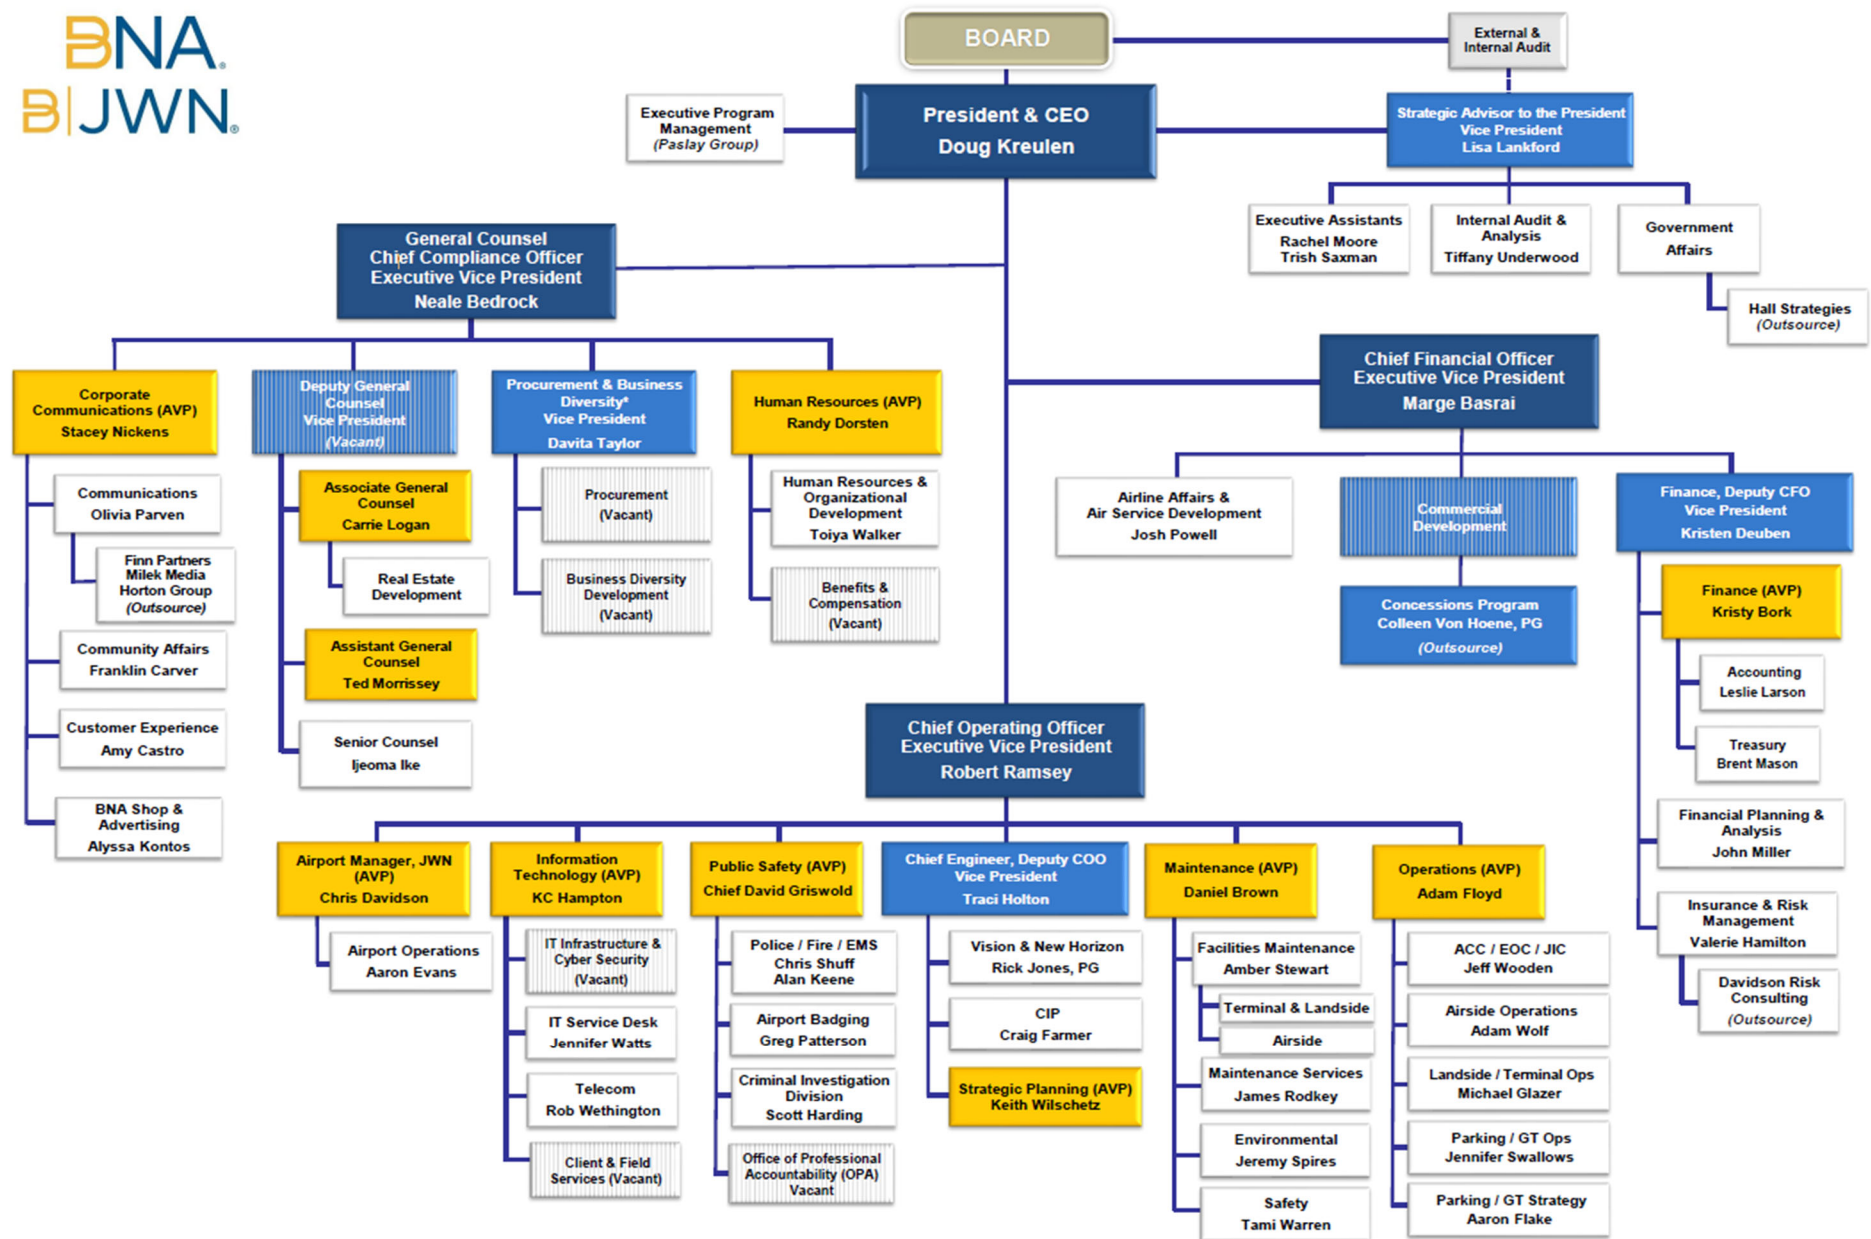 BNA®
B|JWN®
BOARD
External &
Internal Audit
Executive Program
Management
(Paslay Group)
President & CEO
Doug Kreulen
Strategic Advisor to the President
Vice President
Lisa Lankford
Executive Assistants
Rachel Moore
Trish Saxman
Internal Audit &
Analysis
Tiffany Underwood
Government
Affairs
Hall Strategies
(Outsource)
General Counsel
Chief Compliance Officer
Executive Vice President
Neale Bedrock
Chief Financial Officer
Executive Vice President
Marge Basrai
Corporate
Communications (AVP)
Stacey Nickens
Communications
Olivia Parven
Finn Partners
Milek Media
Horton Group
(Outsource)
Community Affairs
Franklin Carver
Customer Experience
Amy Castro
BNA Shop &
Advertising
Alyssa Kontos
Deputy General
Counsel
Vice President
(Vacant)
Associate General
Counsel
Carrie Logan
Real Estate
Development
Assistant General
Counsel
Ted Morrissey
Senior Counsel
Ijeoma Ike
Procurement & Business
Diversity*
Vice President
Davita Taylor
Procurement
(Vacant)
Business Diversity
Development
(Vacant)
Human Resources (AVP)
Randy Dorsten
Human Resources &
Organizational
Development
Toiya Walker
Benefits &
Compensation
(Vacant)
Airline Affairs &
Air Service Development
Josh Powell
Commercial
Development
Concessions Program
Colleen Von Hoene, PG
(Outsource)
Finance, Deputy CFO
Vice President
Kristen Deuben
Finance (AVP)
Kristy Bork
Accounting
Leslie Larson
Treasury
Brent Mason
Financial Planning &
Analysis
John Miller
Insurance & Risk
Management
Valerie Hamilton
Davidson Risk
Consulting
(Outsource)
Chief Operating Officer
Executive Vice President
Robert Ramsey
Airport Manager, JWN
(AVP)
Chris Davidson
Airport Operations
Aaron Evans
Information
Technology (AVP)
KC Hampton
IT Infrastructure &
Cyber Security
(Vacant)
IT Service Desk
Jennifer Watts
Telecom
Rob Wethington
Client & Field
Services (Vacant)
Public Safety (AVP)
Chief David Griswold
Police / Fire / EMS
Chris Shuff
Alan Keene
Airport Badging
Greg Patterson
Criminal Investigation
Division
Scott Harding
Office of Professional
Accountability (OPA)
Vacant
Chief Engineer, Deputy COO
Vice President
Traci Holton
Vision & New Horizon
Rick Jones, PG
CIP
Craig Farmer
Strategic Planning (AVP)
Keith Wilschetz
Maintenance (AVP)
Daniel Brown
Facilities Maintenance
Amber Stewart
Terminal & Landside
Airside
Maintenance Services
James Rodkey
Environmental
Jeremy Spires
Safety
Tami Warren
Operations (AVP)
Adam Floyd
ACC / EOC / JIC
Jeff Wooden
Airside Operations
Adam Wolf
Landside / Terminal Ops
Michael Glazer
Parking / GT Ops
Jennifer Swallows
Parking / GT Strategy
Aaron Flake